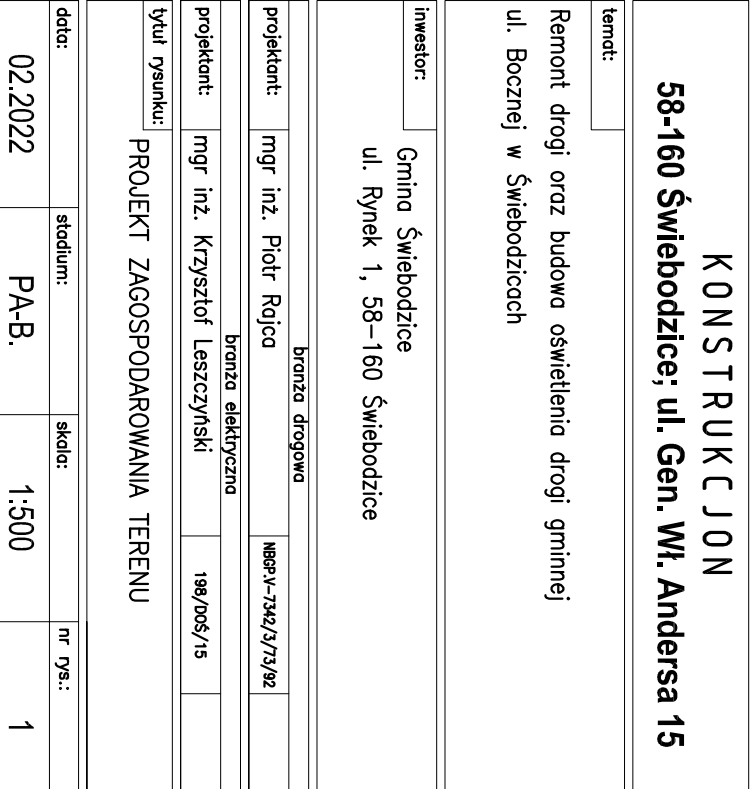 KONSTRUKCJON
58-160 Świebodzice; ul. Gen. Wł. Andersa 15
temat:
Remont drogi oraz budowa oświetlenia drogi gminnej
ul. Bocznej w Świebodzicach
inwestor:
Gmina Świebodzice
ul. Rynek 1, 58-160 Świebodzice
branża drogowa
projektant: mgr inż. Piotr Rajca NBGP.V-7342/3/73/92
branża elektryczna
projektant: mgr inż. Krzysztof Leszczyński 198/DOŚ/15
tytuł rysunku:
PROJEKT ZAGOSPODAROWANIA TERENU
data: stadium: skala: nr rys.:
02.2022 PA-B. 1:500 1